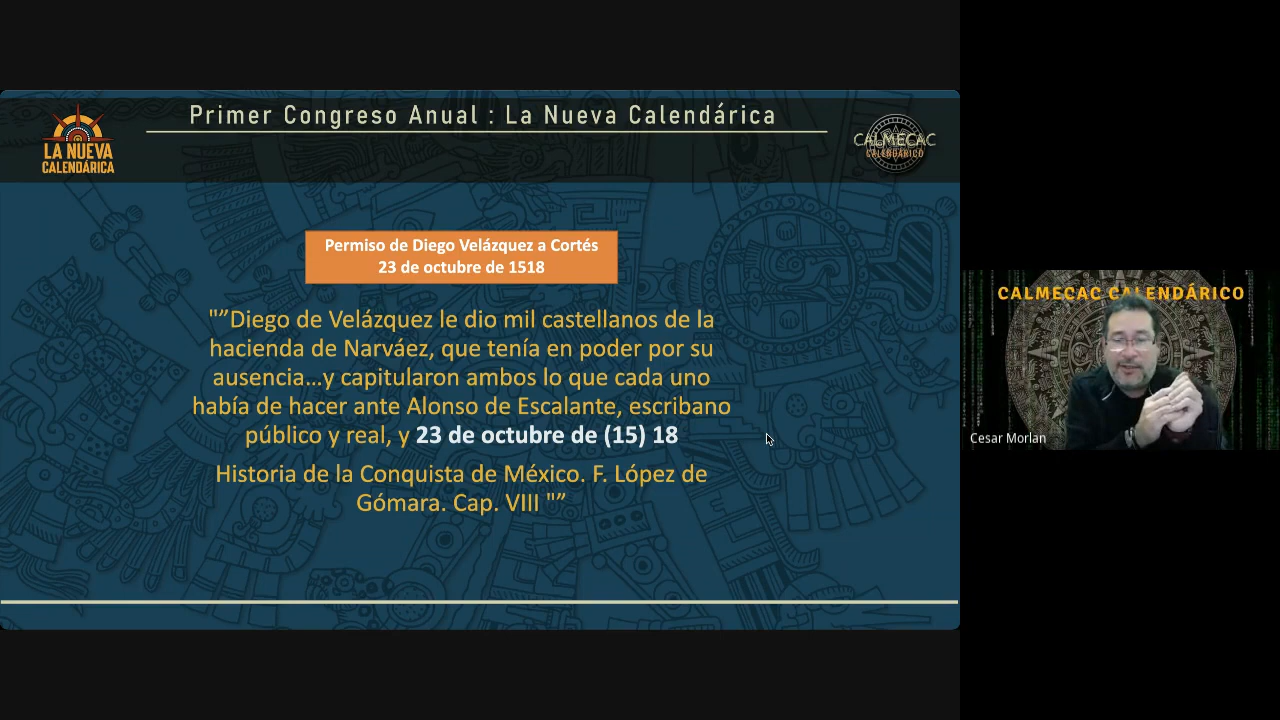 Primer Congreso Anual : La Nueva Calendárica
LA NUEVA
CALENDÁRICA
CALMECAC
CALENDÁRICO
Permiso de Diego Velázquez a Cortés
23 de octubre de 1518
"”Diego de Velázquez le dio mil castellanos de la
hacienda de Narváez, que tenía en poder por su
ausencia...y capitularon ambos lo que cada uno
había de hacer ante Alonso de Escalante, escribano
público y real, y 23 de octubre de (15) 18
Historia de la Conquista de México. F. López de
Gómara. Cap. VIII "”
CALMECAC CALENDÁRICO
Cesar Morlan